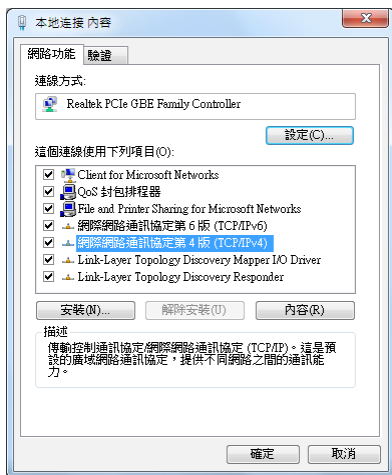 本地连接 內容
網路功能 驗證
連線方式:
Realtek PCIe GBE Family Controller
設定(C)...
這個連線使用下列項目(O):
Client for Microsoft Networks
QoS 封包排程器
File and Printer Sharing for Microsoft Networks
網際網路通訊協定第 6 版 (TCP/IPv6)
網際網路通訊協定第 4 版 (TCP/IPv4)
Link-Layer Topology Discovery Mapper I/O Driver
Link-Layer Topology Discovery Responder
安裝(N)... 解除安裝(U) 內容(R)
描述
傳輸控制通訊協定/網際網路通訊協定 (TCP/IP)。這是預
設的廣域網路通訊協定，提供不同網路之間的通訊能
力。
確定 取消